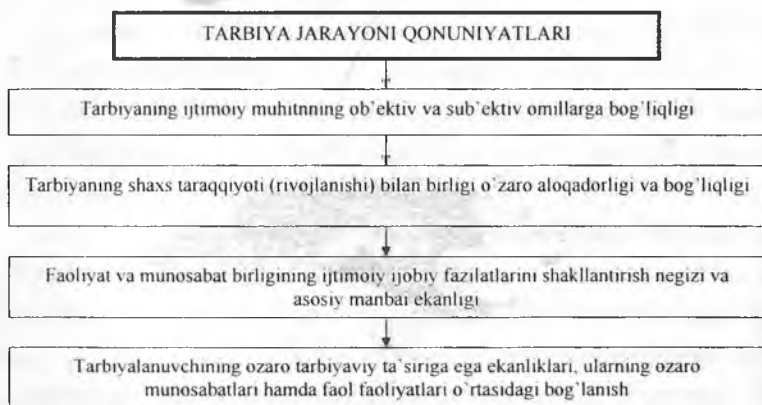 TARBIYA JARAYONI QONUNIYATLARI
Tarbiyaning ijtimoiy muhitnning ob'ektiv va sub'ektiv omillarga bog'liqligi
Tarbiyaning shaxs taraqqiyoti (rivojlanishi) bilan birligi o'zaro aloqadorligi va bog'liqligi
Faoliyat va munosabat birligining ijtimoiy ijobiy fazilatlarini shakllantirish negizi va
asosiy manbai ekanligi
Tarbiyalanuvchining ozaro tarbiyaviy ta`siriga ega ekanliklari, ularning ozaro
munosabatlari hamda faol faoliyatlari o'rtasidagi bog'lanish